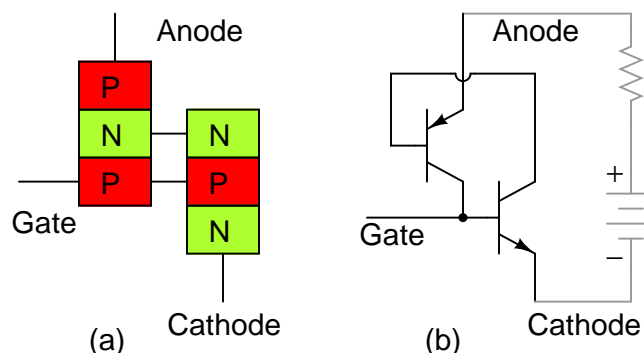 Anode
P
N
P
N
P
N
Gate
Cathode
(a)
Anode
+
−
Gate
Cathode
(b)